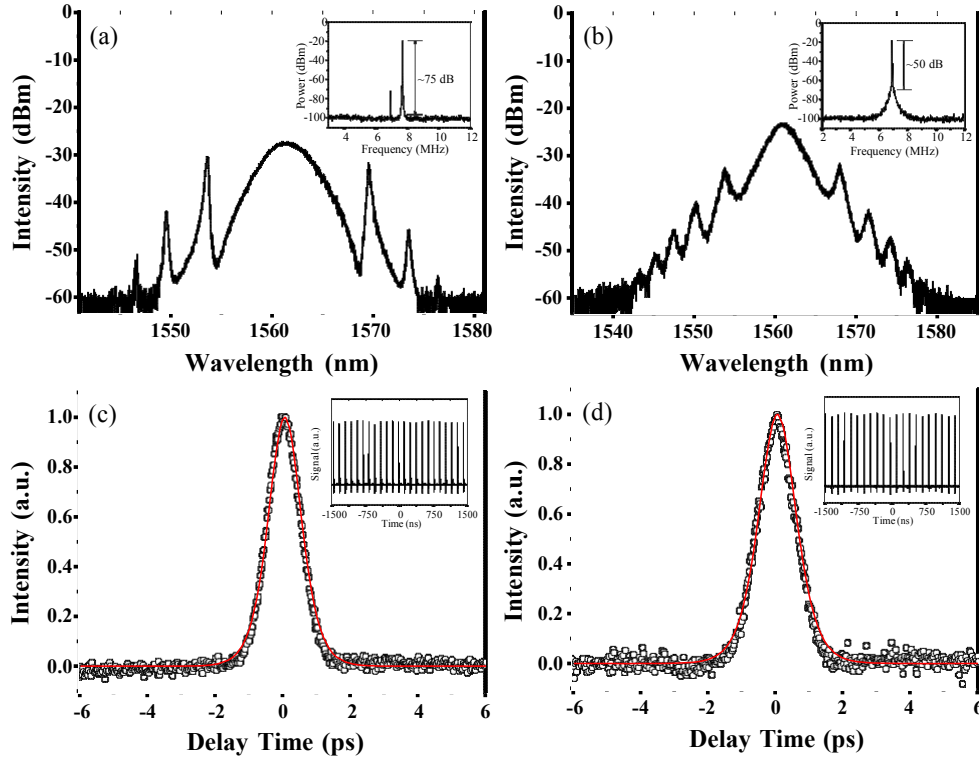 (a)
0
-10
-20
-30
-40
-50
-60
Intensity (dBm)
1550 1560 1570 1580
Wavelength (nm)
0
-20
-40
-60
-80
-100
Power (dBm)
~75 dB
4 6 8 10 12
Frequency (MHz)
(b)
0
-10
-20
-30
-40
-50
-60
Intensity (dBm)
1540 1550 1560 1570 1580
Wavelength (nm)
0
-20
-40
-60
-80
-100
Power (dBm)
~50 dB
2 4 6 8 10 12
Frequency (MHz)
(c)
1.0
0.8
0.6
0.4
0.2
0.0
Intensity (a.u.)
-6 -4 -2 0 2 4 6
Delay Time (ps)
Signal (a.u.)
-1500 -750 0 750 1500
Time (ns)
(d)
1.0
0.8
0.6
0.4
0.2
0.0
Intensity (a.u.)
-6 -4 -2 0 2 4 6
Delay Time (ps)
Signal (a.u.)
-1500 -750 0 750 1500
Time (ns)